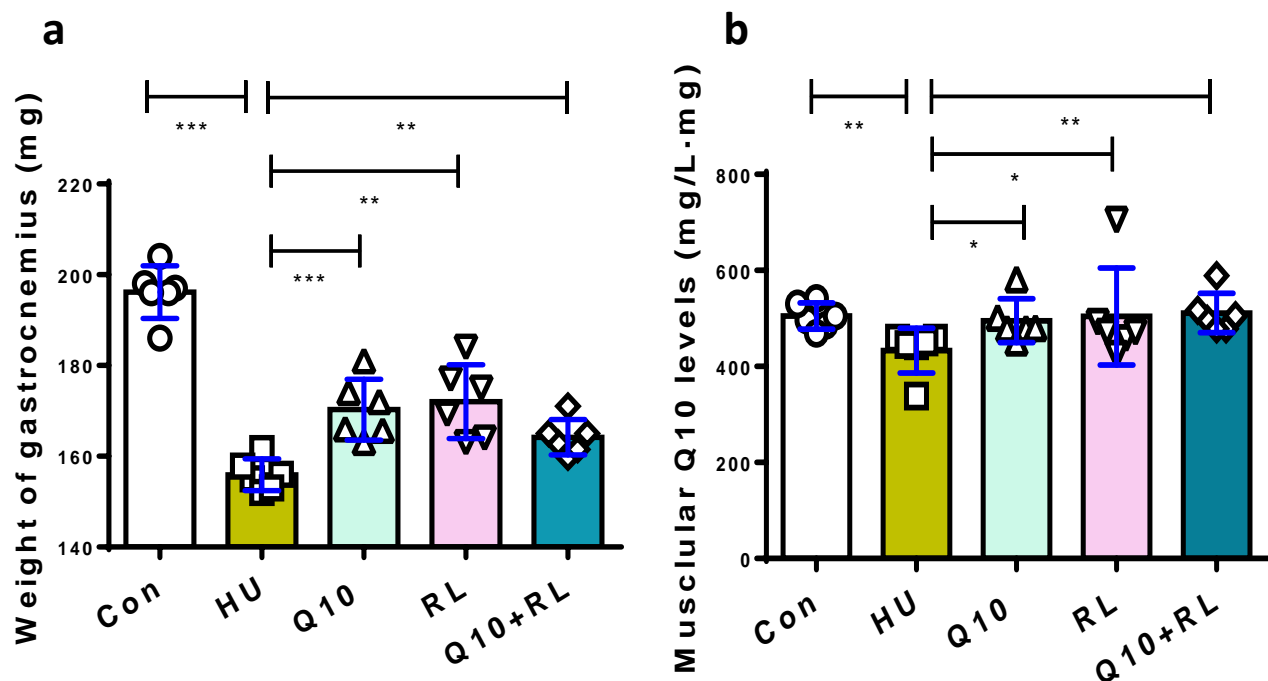 a
Weight of gastrocnemius (mg)
***
**
**
***
220
200
180
160
140
Con
HU
Q10
RL
Q10+RL
b
Musclular Q10 levels (mg/L·mg)
**
**
*
*
800
600
400
200
0
Con
HU
Q10
RL
Q10+RL